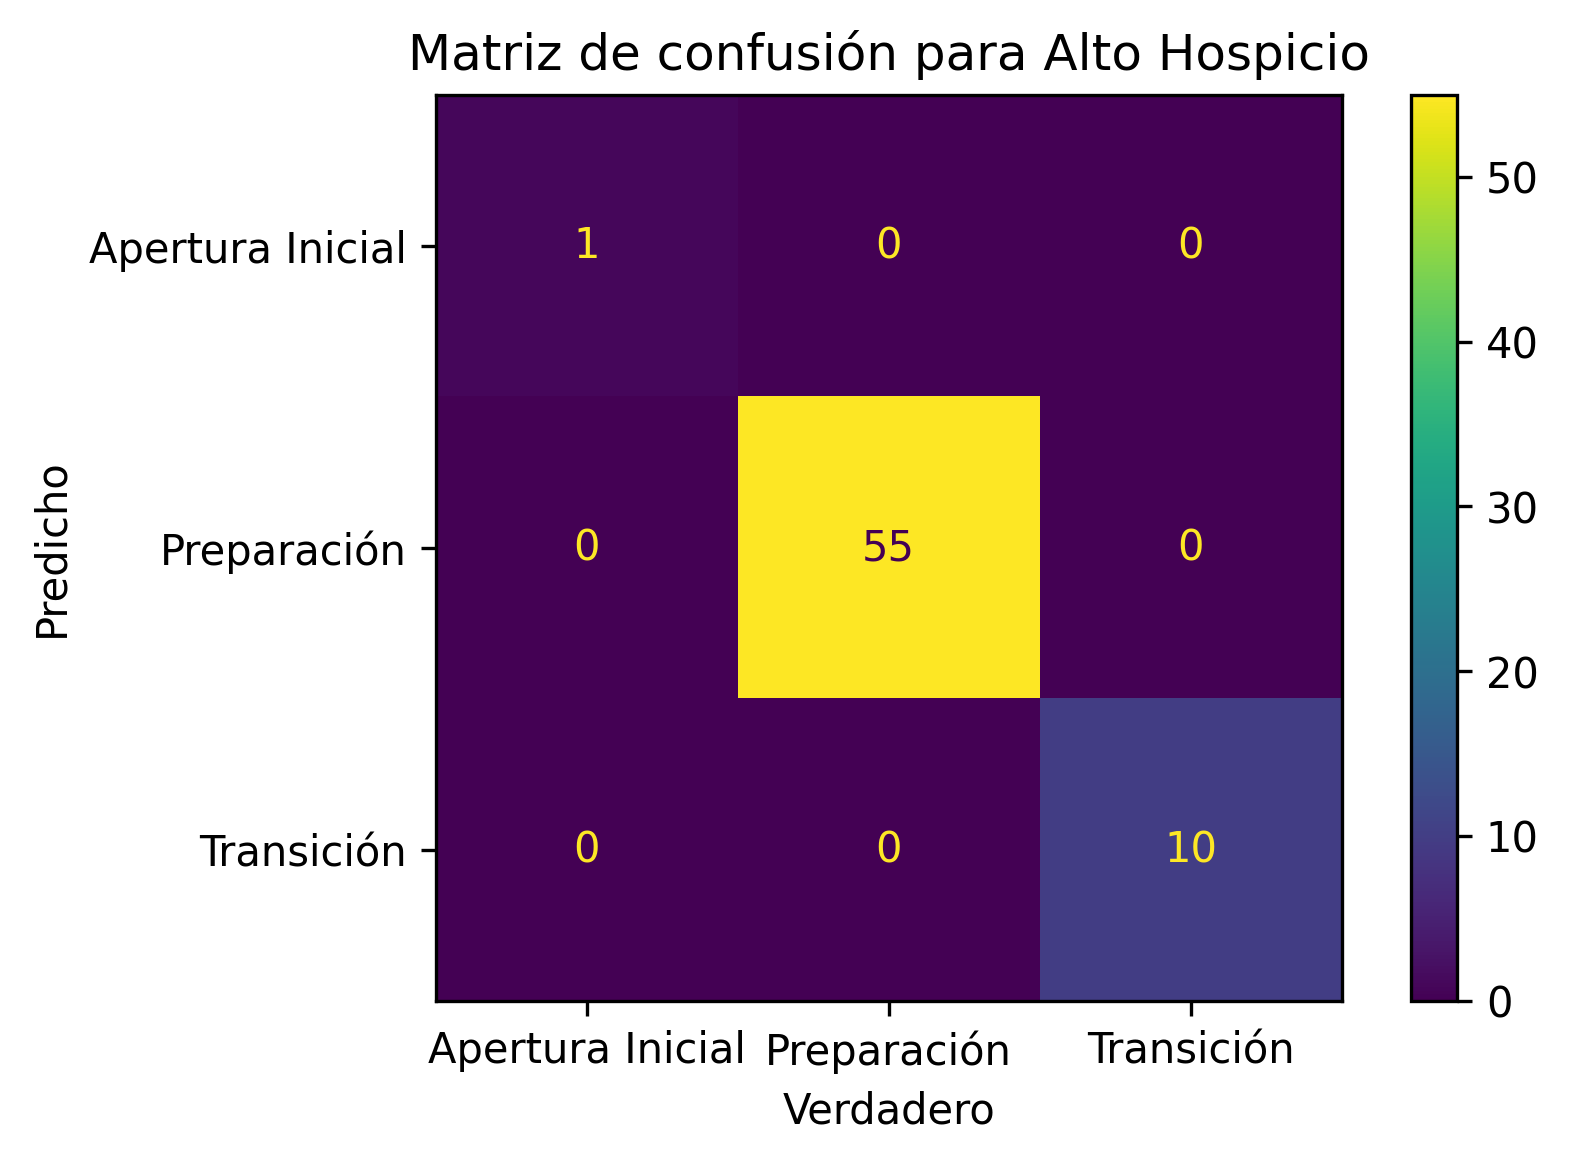 Matriz de confusión para Alto Hospicio
Predicho
Apertura Inicial 1 0 0
Preparación 0 55 0
Transición 0 0 10
Apertura Inicial Preparación Transición
Verdadero
50
40
30
20
10
0